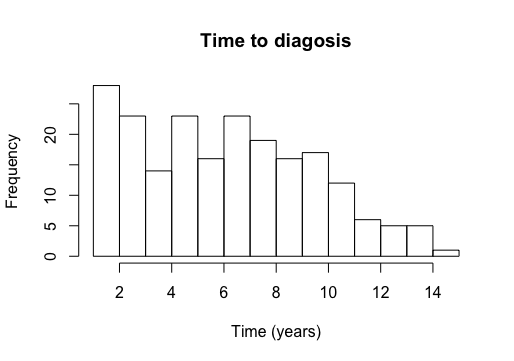 Time to diagosis
Frequency
20
10
5
0
2 4 6 8 10 12 14
Time (years)